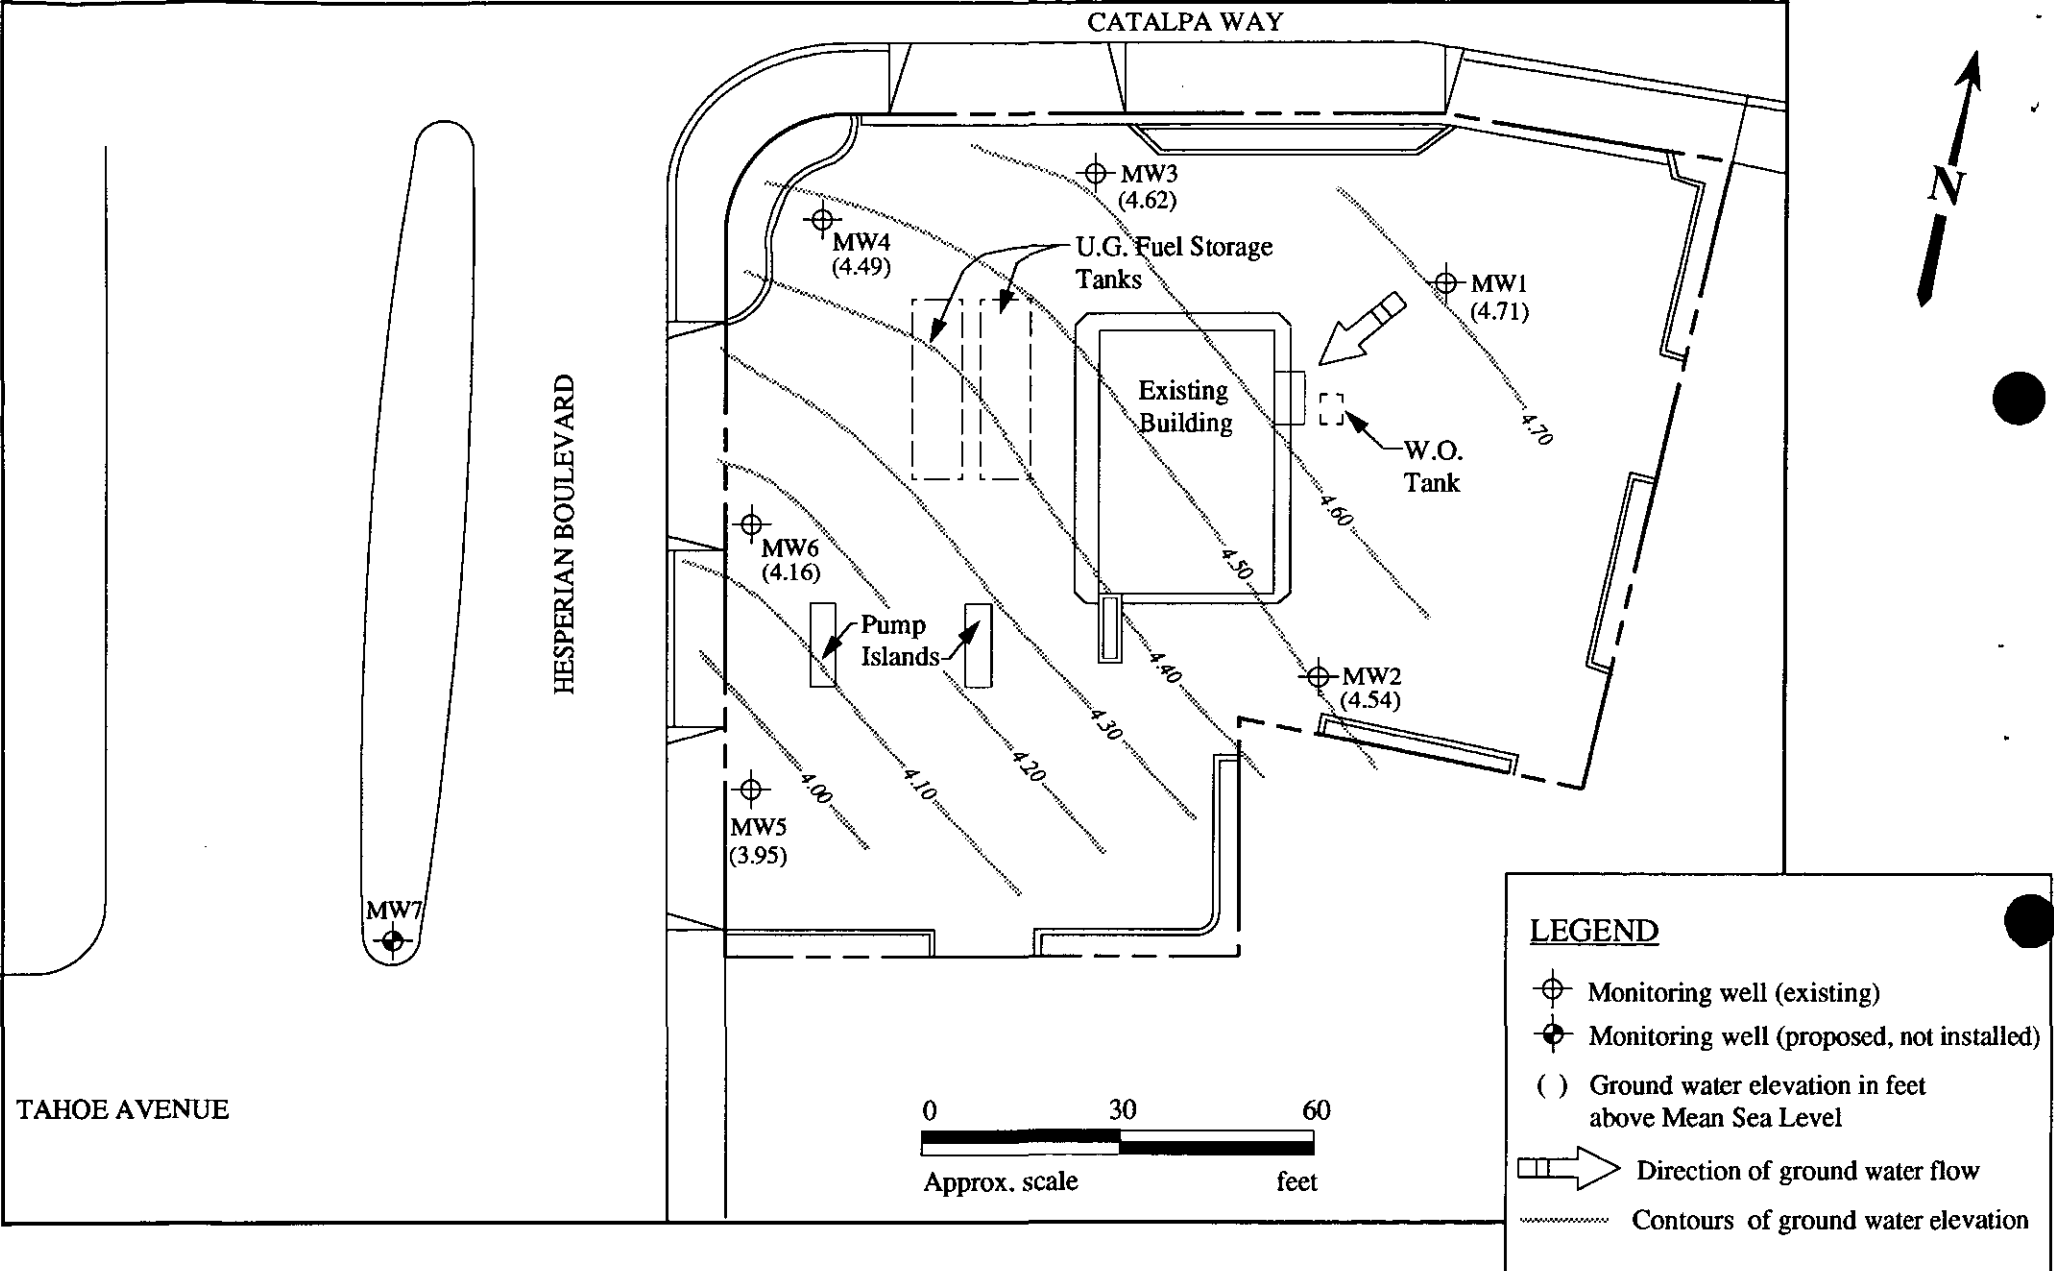 CATALPA WAY
N
MW3
(4.62)
MW4
(4.49)
U.G. Fuel Storage
Tanks
MW1
(4.71)
Existing
Building
W.O.
Tank
4.70
4.60
4.50
4.40
4.30
4.20
4.10
4.00
HESPERIAN BOULEVARD
MW6
(4.16)
Pump
Islands
MW2
(4.54)
MW5
(3.95)
MW7
TAHOE AVENUE
0 30 60
Approx. scale feet
LEGEND
Monitoring well (existing)
Monitoring well (proposed, not installed)
( ) Ground water elevation in feet
above Mean Sea Level
Direction of ground water flow
Contours of ground water elevation